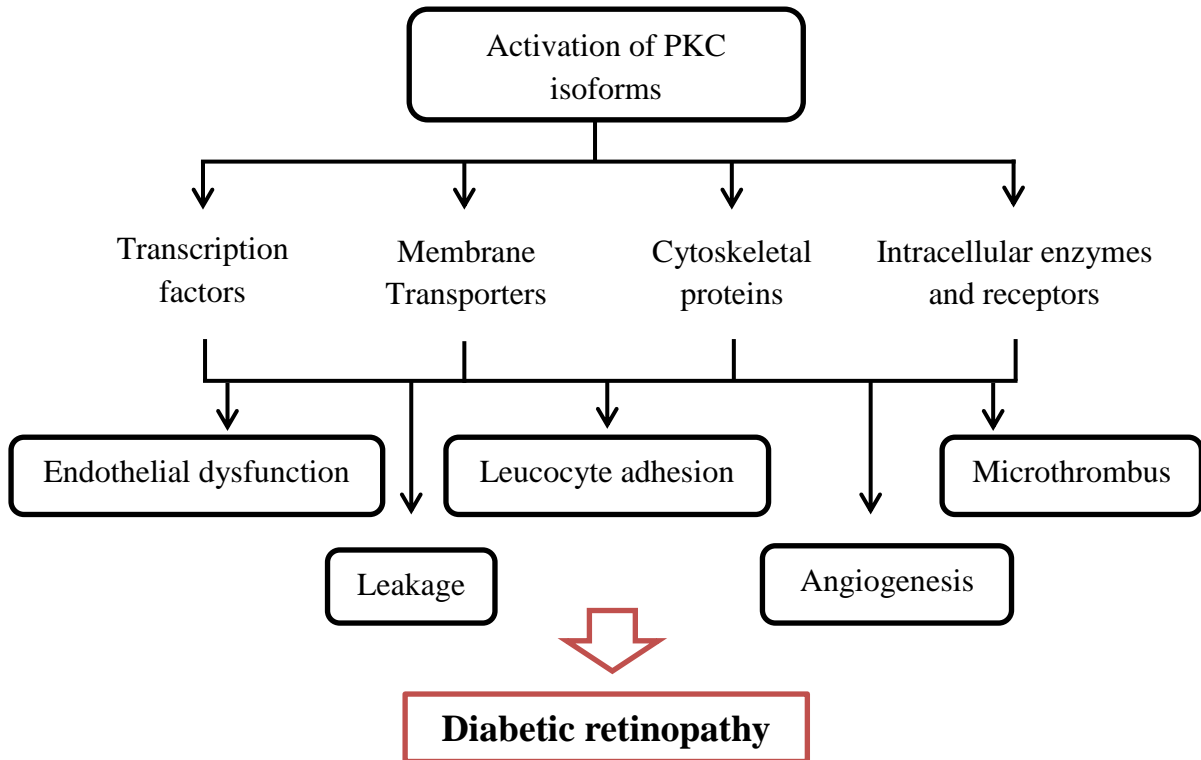 Activation of PKC
isoforms
Transcription
factors
Membrane
Transporters
Cytoskeletal
proteins
Intracellular enzymes
and receptors
Endothelial dysfunction
Leucocyte adhesion
Microthrombus
Leakage
Angiogenesis
Diabetic retinopathy